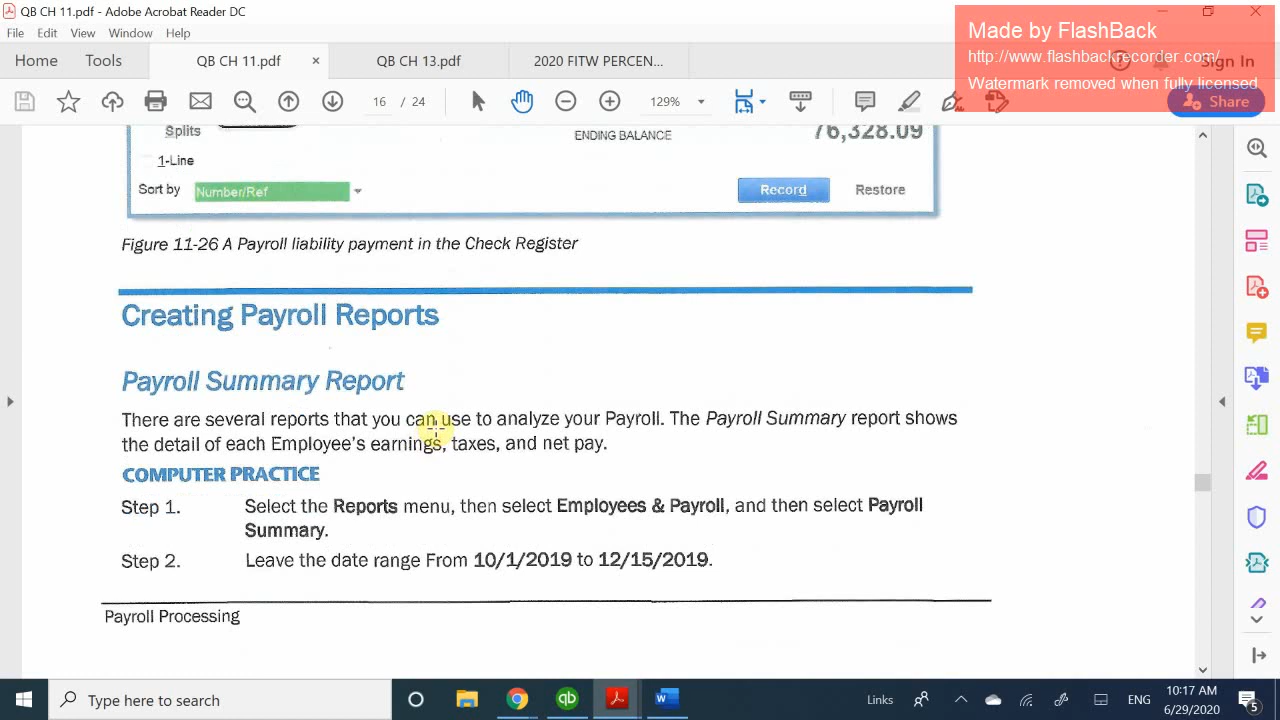 QB CH 11.pdf - Adobe Acrobat Reader DC
File Edit View Window Help
Made by FlashBack
http://www.flashbackrecorder.com/
Watermark removed when fully licensed
Home Tools QB CH 11.pdf × QB CH 13.pdf 2020 FITW PERCEN... Sign In
16 / 24 129% Share
Splits
ENDING BALANCE 76,328.09
1-Line
Sort by Number/Ref Record Restore
Figure 11-26 A Payroll liability payment in the Check Register
Creating Payroll Reports
Payroll Summary Report
There are several reports that you can use to analyze your Payroll. The Payroll Summary report shows
the detail of each Employee's earnings, taxes, and net pay.
COMPUTER PRACTICE
Step 1. Select the Reports menu, then select Employees & Payroll, and then select Payroll
Summary.
Step 2. Leave the date range From 10/1/2019 to 12/15/2019.
Payroll Processing
Type here to search
Links ENG 10:17 AM
6/29/2020 5